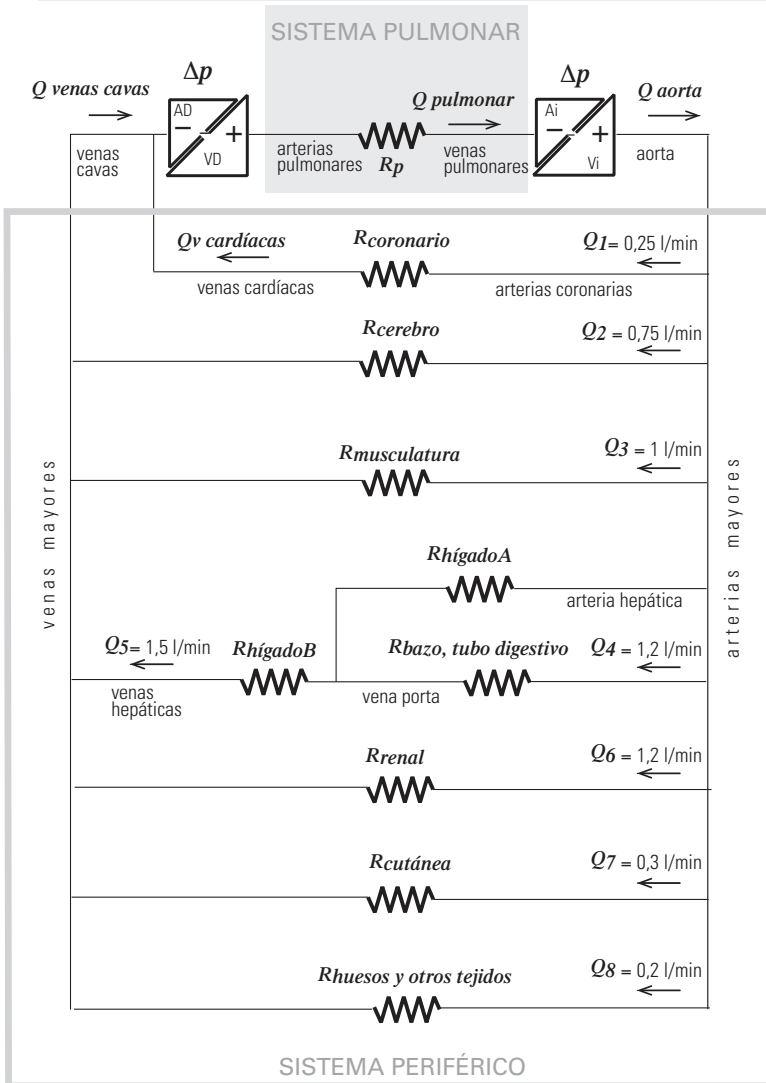 SISTEMA PULMONAR
Δp
Δp
Q venas cavas
Q pulmonar
Q aorta
AD
−
+
VD
Ai
−
+
Vi
venas
cavas
arterias
pulmonares
Rp
venas
pulmonares
aorta
Qv cardíacas
Rcoronario
Q1= 0,25 l/min
venas cardíacas
arterias coronarias
Rcerebro
Q2 = 0,75 l/min
Rmusculatura
Q3 = 1 l/min
venas mayores
arterias mayores
RhígadoA
arteria hepática
Q5= 1,5 l/min
RhígadoB
Rbazo, tubo digestivo
Q4 = 1,2 l/min
venas
hepáticas
vena porta
Rrenal
Q6 = 1,2 l/min
Rcutánea
Q7 = 0,3 l/min
Rhuesos y otros tejidos
Q8 = 0,2 l/min
SISTEMA PERIFÉRICO